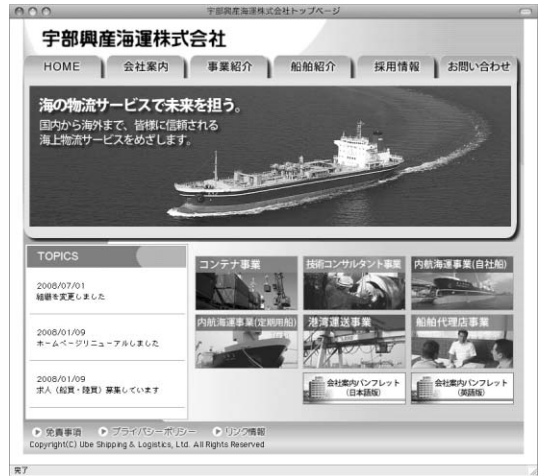 宇部興産海運株式会社トップページ
宇部興産海運株式会社
HOME
会社案内
事業紹介
船舶紹介
採用情報
お問い合わせ
海の物流サービスで未来を担う。
国内から海外まで、皆様に信頼される
海上物流サービスをめざします。
TOPICS
2008/07/01
組織を変更しました
2008/01/09
ホームページリニューアルしました
2008/01/09
求人（船員・陸員）募集しています
コンテナ事業
技術コンサルタント事業
内航海運事業(自社船)
内航海運事業(定期用船)
港湾運送事業
船舶代理店事業
会社案内パンフレット
(日本語版)
会社案内パンフレット
(英語版)
免責事項
プライバシーポリシー
リンク情報
Copyright(C) Ube Shipping & Logistics, Ltd. All Rights Reserved
完了